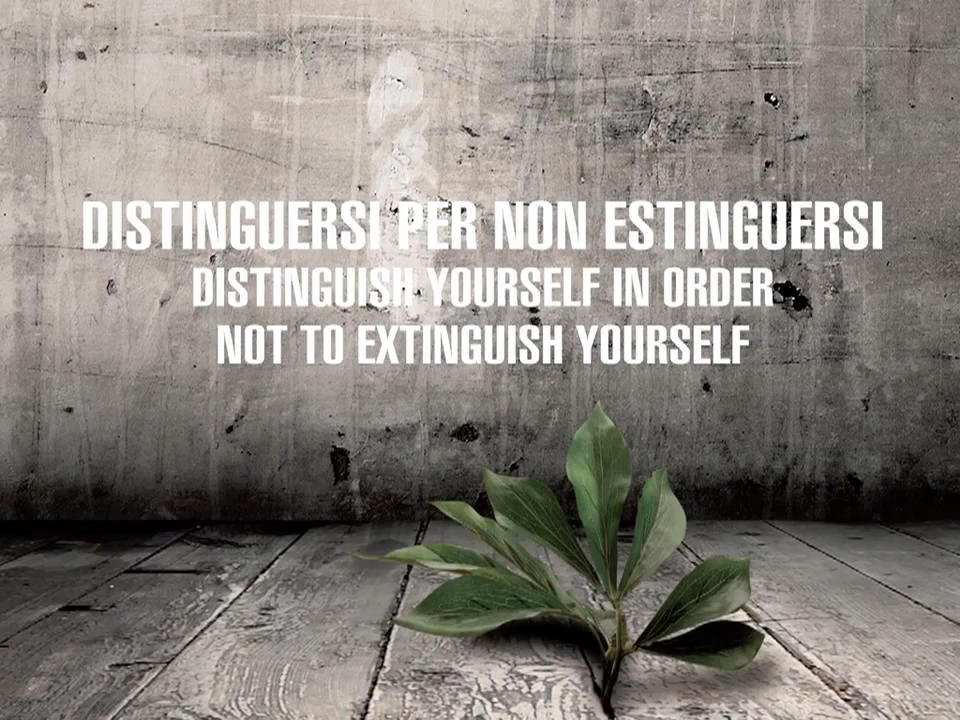 DISTINGUERSI PER NON ESTINGUERSI
DISTINGUISH YOURSELF IN ORDER
NOT TO EXTINGUISH YOURSELF